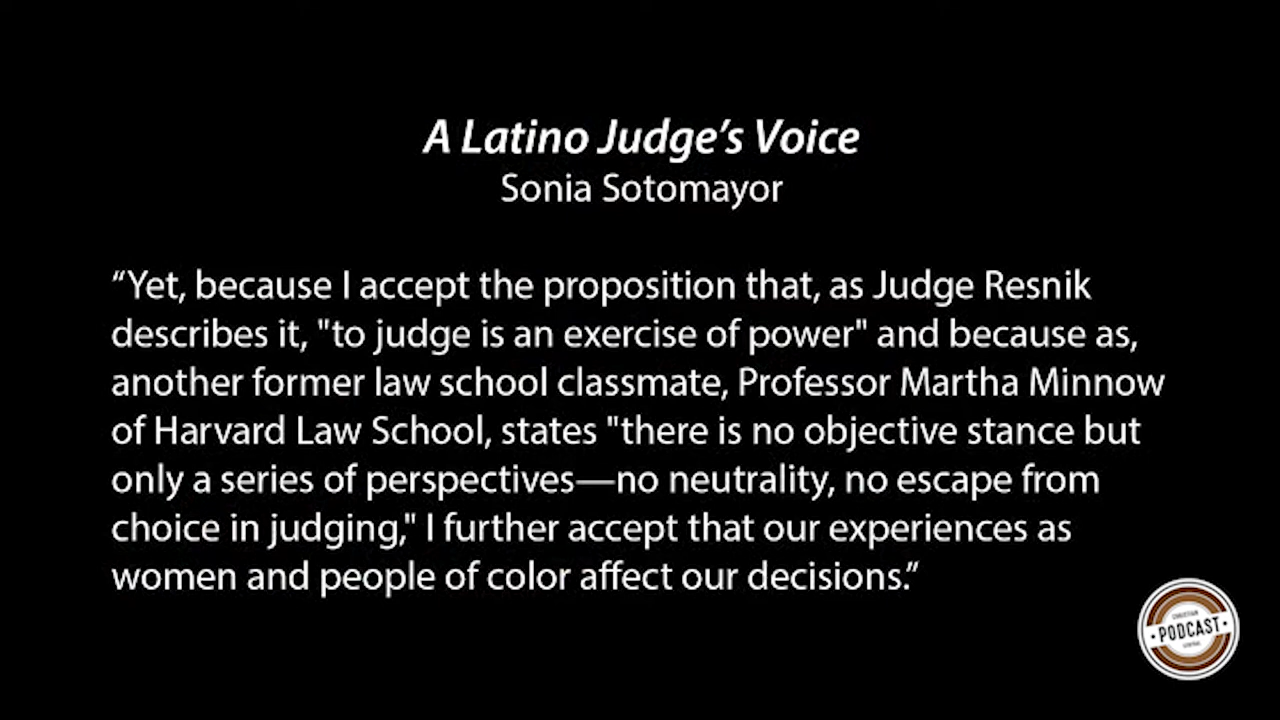 A Latino Judge’s Voice
Sonia Sotomayor
“Yet, because I accept the proposition that, as Judge Resnik
describes it, "to judge is an exercise of power" and because as,
another former law school classmate, Professor Martha Minnow
of Harvard Law School, states "there is no objective stance but
only a series of perspectives—no neutrality, no escape from
choice in judging," I further accept that our experiences as
women and people of color affect our decisions.”
CHRISTIAN
PODCAST
CENTRAL